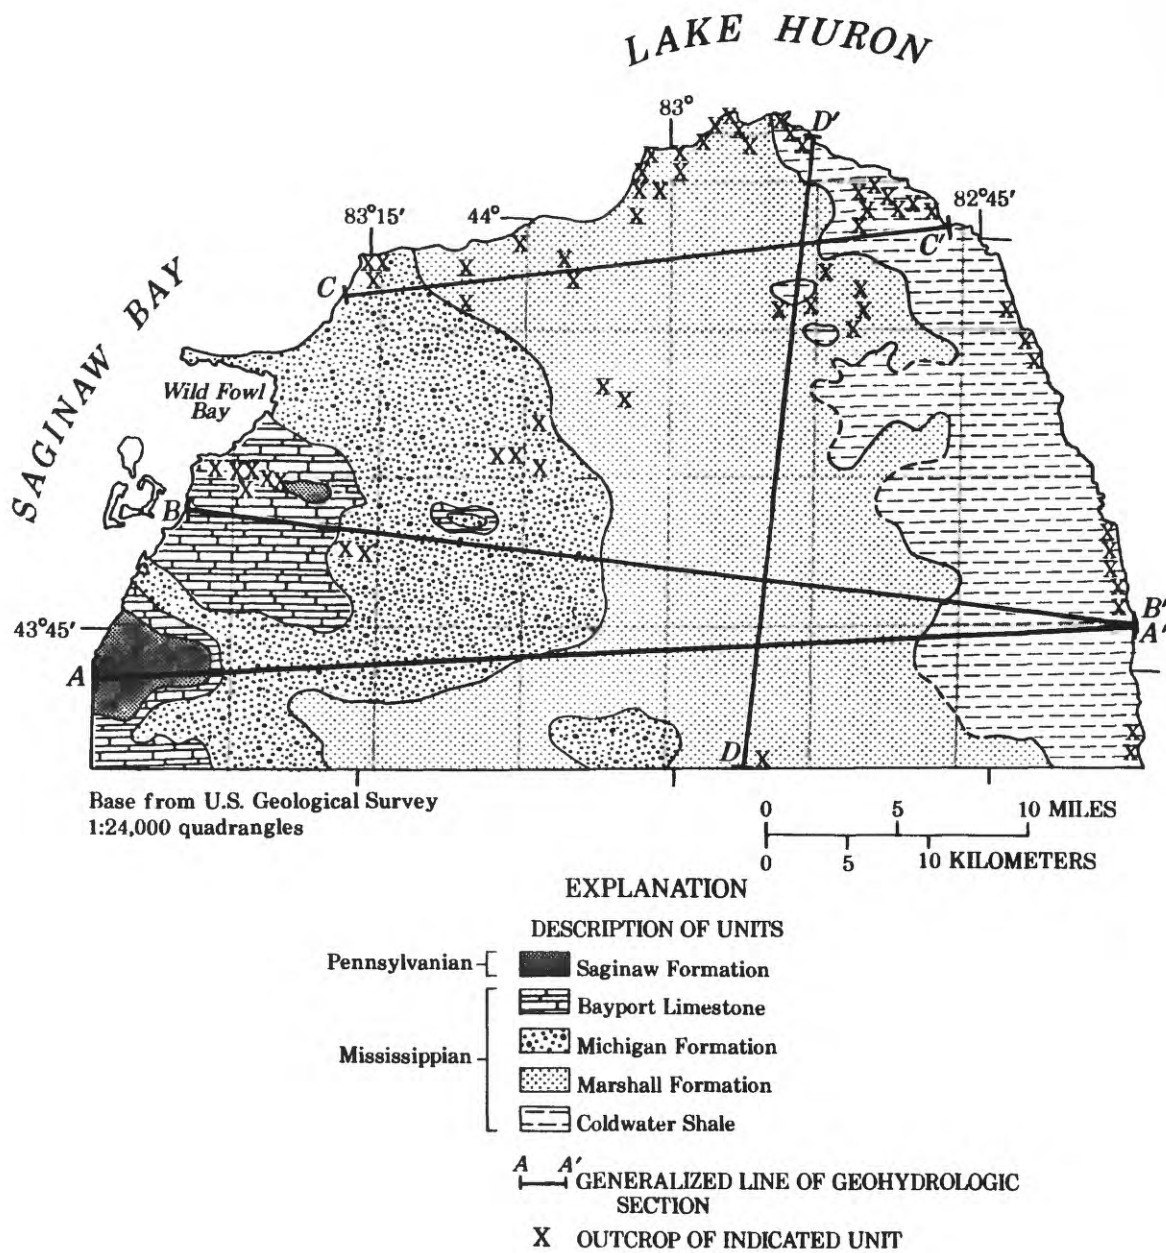 LAKE HURON
83°
D'
83°15'
44°
82°45'
C'
C
SAGINAW BAY
Wild Fowl
Bay
B
B'
43°45'
A'
A
D
Base from U.S. Geological Survey
1:24,000 quadrangles
0 5 10 MILES
0 5 10 KILOMETERS
EXPLANATION
DESCRIPTION OF UNITS
Pennsylvanian
Saginaw Formation
Bayport Limestone
Michigan Formation
Mississippian
Marshall Formation
Coldwater Shale
A A'
GENERALIZED LINE OF GEOHYDROLOGIC
SECTION
X OUTCROP OF INDICATED UNIT